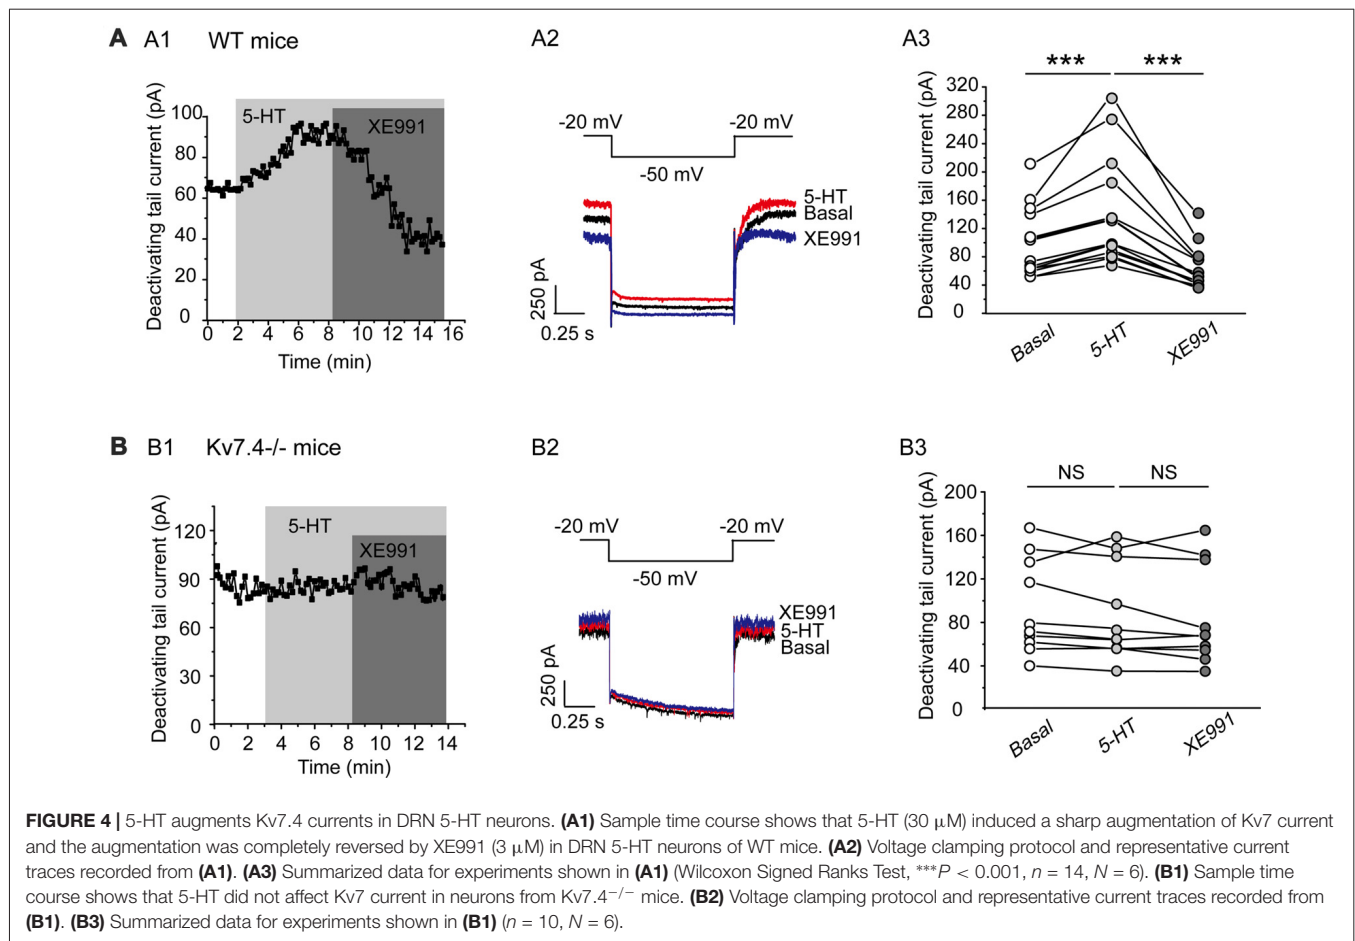 A A1 WT mice
Deactivating tail current (pA)
100
80
60
40
20
0
5-HT
XE991
0 2 4 6 8 10 12 14 16
Time (min)
A2
-20 mV
-20 mV
-50 mV
5-HT
Basal
XE991
250 pA
0.25 s
A3
*** ***
Deactivating tail current (pA)
320
280
240
200
160
120
80
40
0
Basal
5-HT
XE991
B B1 Kv7.4-/- mice
Deactivating tail current (pA)
120
90
60
30
0
5-HT
XE991
0 2 4 6 8 10 12 14
Time (min)
B2
-20 mV
-20 mV
-50 mV
XE991
5-HT
Basal
250 pA
0.25 s
B3
NS NS
Deactivating tail current (pA)
200
160
120
80
40
0
Basal
5-HT
XE991
FIGURE 4 | 5-HT augments Kv7.4 currents in DRN 5-HT neurons. (A1) Sample time course shows that 5-HT (30 μM) induced a sharp augmentation of Kv7 current
and the augmentation was completely reversed by XE991 (3 μM) in DRN 5-HT neurons of WT mice. (A2) Voltage clamping protocol and representative current
traces recorded from (A1). (A3) Summarized data for experiments shown in (A1) (Wilcoxon Signed Ranks Test, ***P < 0.001, n = 14, N = 6). (B1) Sample time
course shows that 5-HT did not affect Kv7 current in neurons from Kv7.4−/− mice. (B2) Voltage clamping protocol and representative current traces recorded from
(B1). (B3) Summarized data for experiments shown in (B1) (n = 10, N = 6).